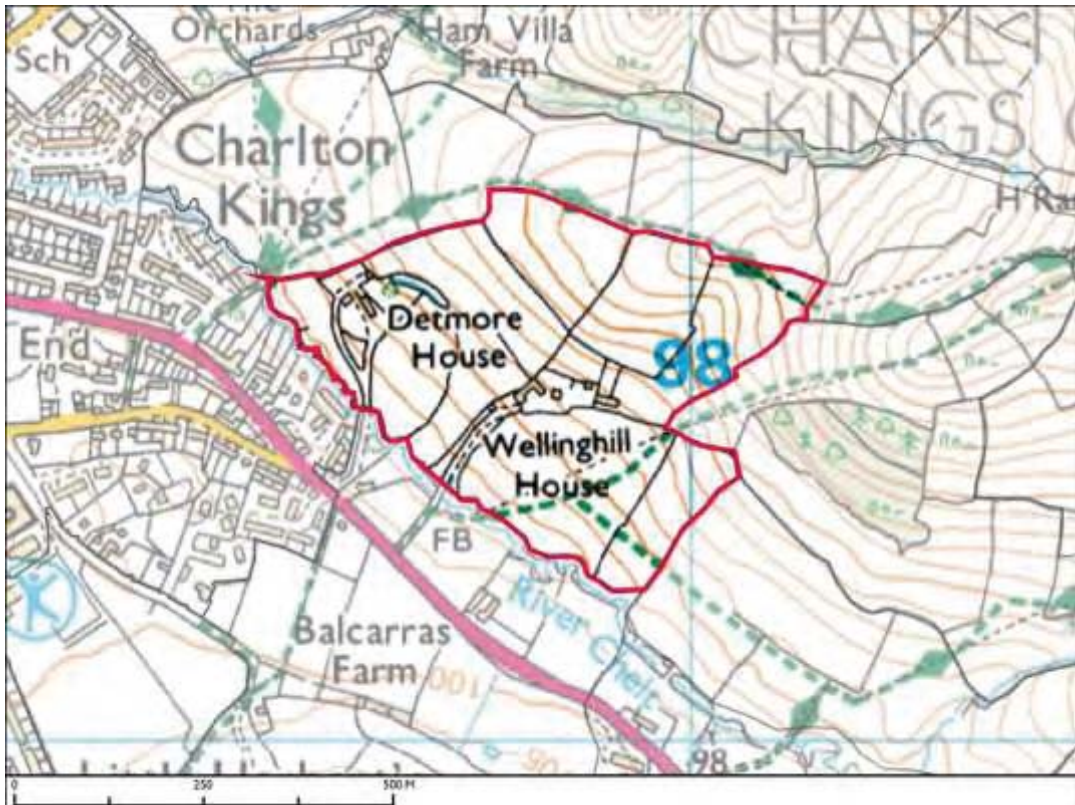 Orchards
Sch
Ham Villa
Farm
KINGS
Charlton
Kings
Detmore
House
End
98
Wellinghill
House
FB
River Chelt
Balcarras
Farm
100
98
0
250
500 M